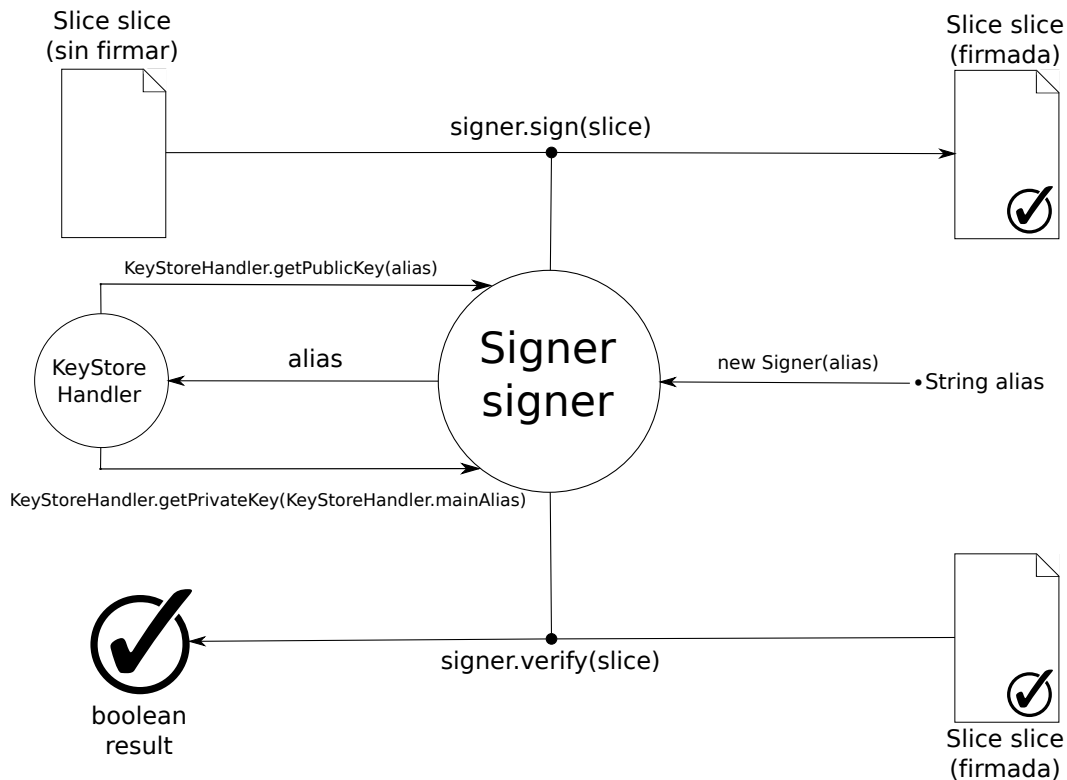 Slice slice
(sin firmar)
Slice slice
(firmada)
signer.sign(slice)
KeyStoreHandler.getPublicKey(alias)
KeyStore
Handler
alias
Signer
signer
new Signer(alias)
String alias
KeyStoreHandler.getPrivateKey(KeyStoreHandler.mainAlias)
signer.verify(slice)
boolean
result
Slice slice
(firmada)